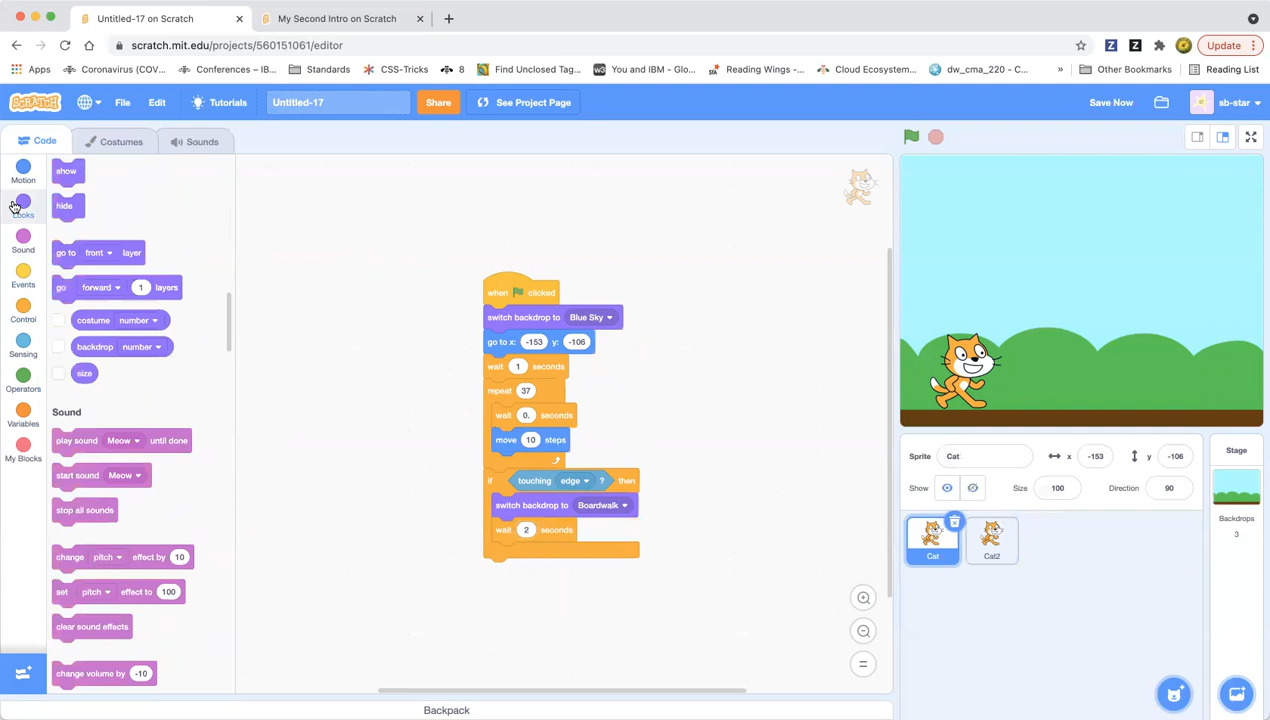 Untitled-17 on Scratch
My Second Intro on Scratch
scratch.mit.edu/projects/560151061/editor
Z
Z
Update
Apps
Coronavirus (COV...
Conferences – IB...
Standards
CSS-Tricks
8
Find Unclosed Tag...
w3
You and IBM - Glo...
Reading Wings -...
Cloud Ecosystem...
dw_cma_220 - C...
»
Other Bookmarks
Reading List
SCRATCH
File
Edit
Tutorials
Untitled-17
Share
See Project Page
Save Now
sb-star
Code
Costumes
Sounds
Motion
Looks
Sound
Events
Control
Sensing
Operators
Variables
My Blocks
show
hide
go to front layer
go forward 1 layers
costume number
backdrop number
size
Sound
play sound Meow until done
start sound Meow
stop all sounds
change pitch effect by 10
set pitch effect to 100
clear sound effects
change volume by -10
when clicked
switch backdrop to Blue Sky
go to x: -153 y: -106
wait 1 seconds
repeat 37
wait 0. seconds
move 10 steps
if touching edge ? then
switch backdrop to Boardwalk
wait 2 seconds
Sprite Cat x -153 y -106
Show Size 100 Direction 90
Cat
Cat2
Stage
Backdrops
3
Backpack